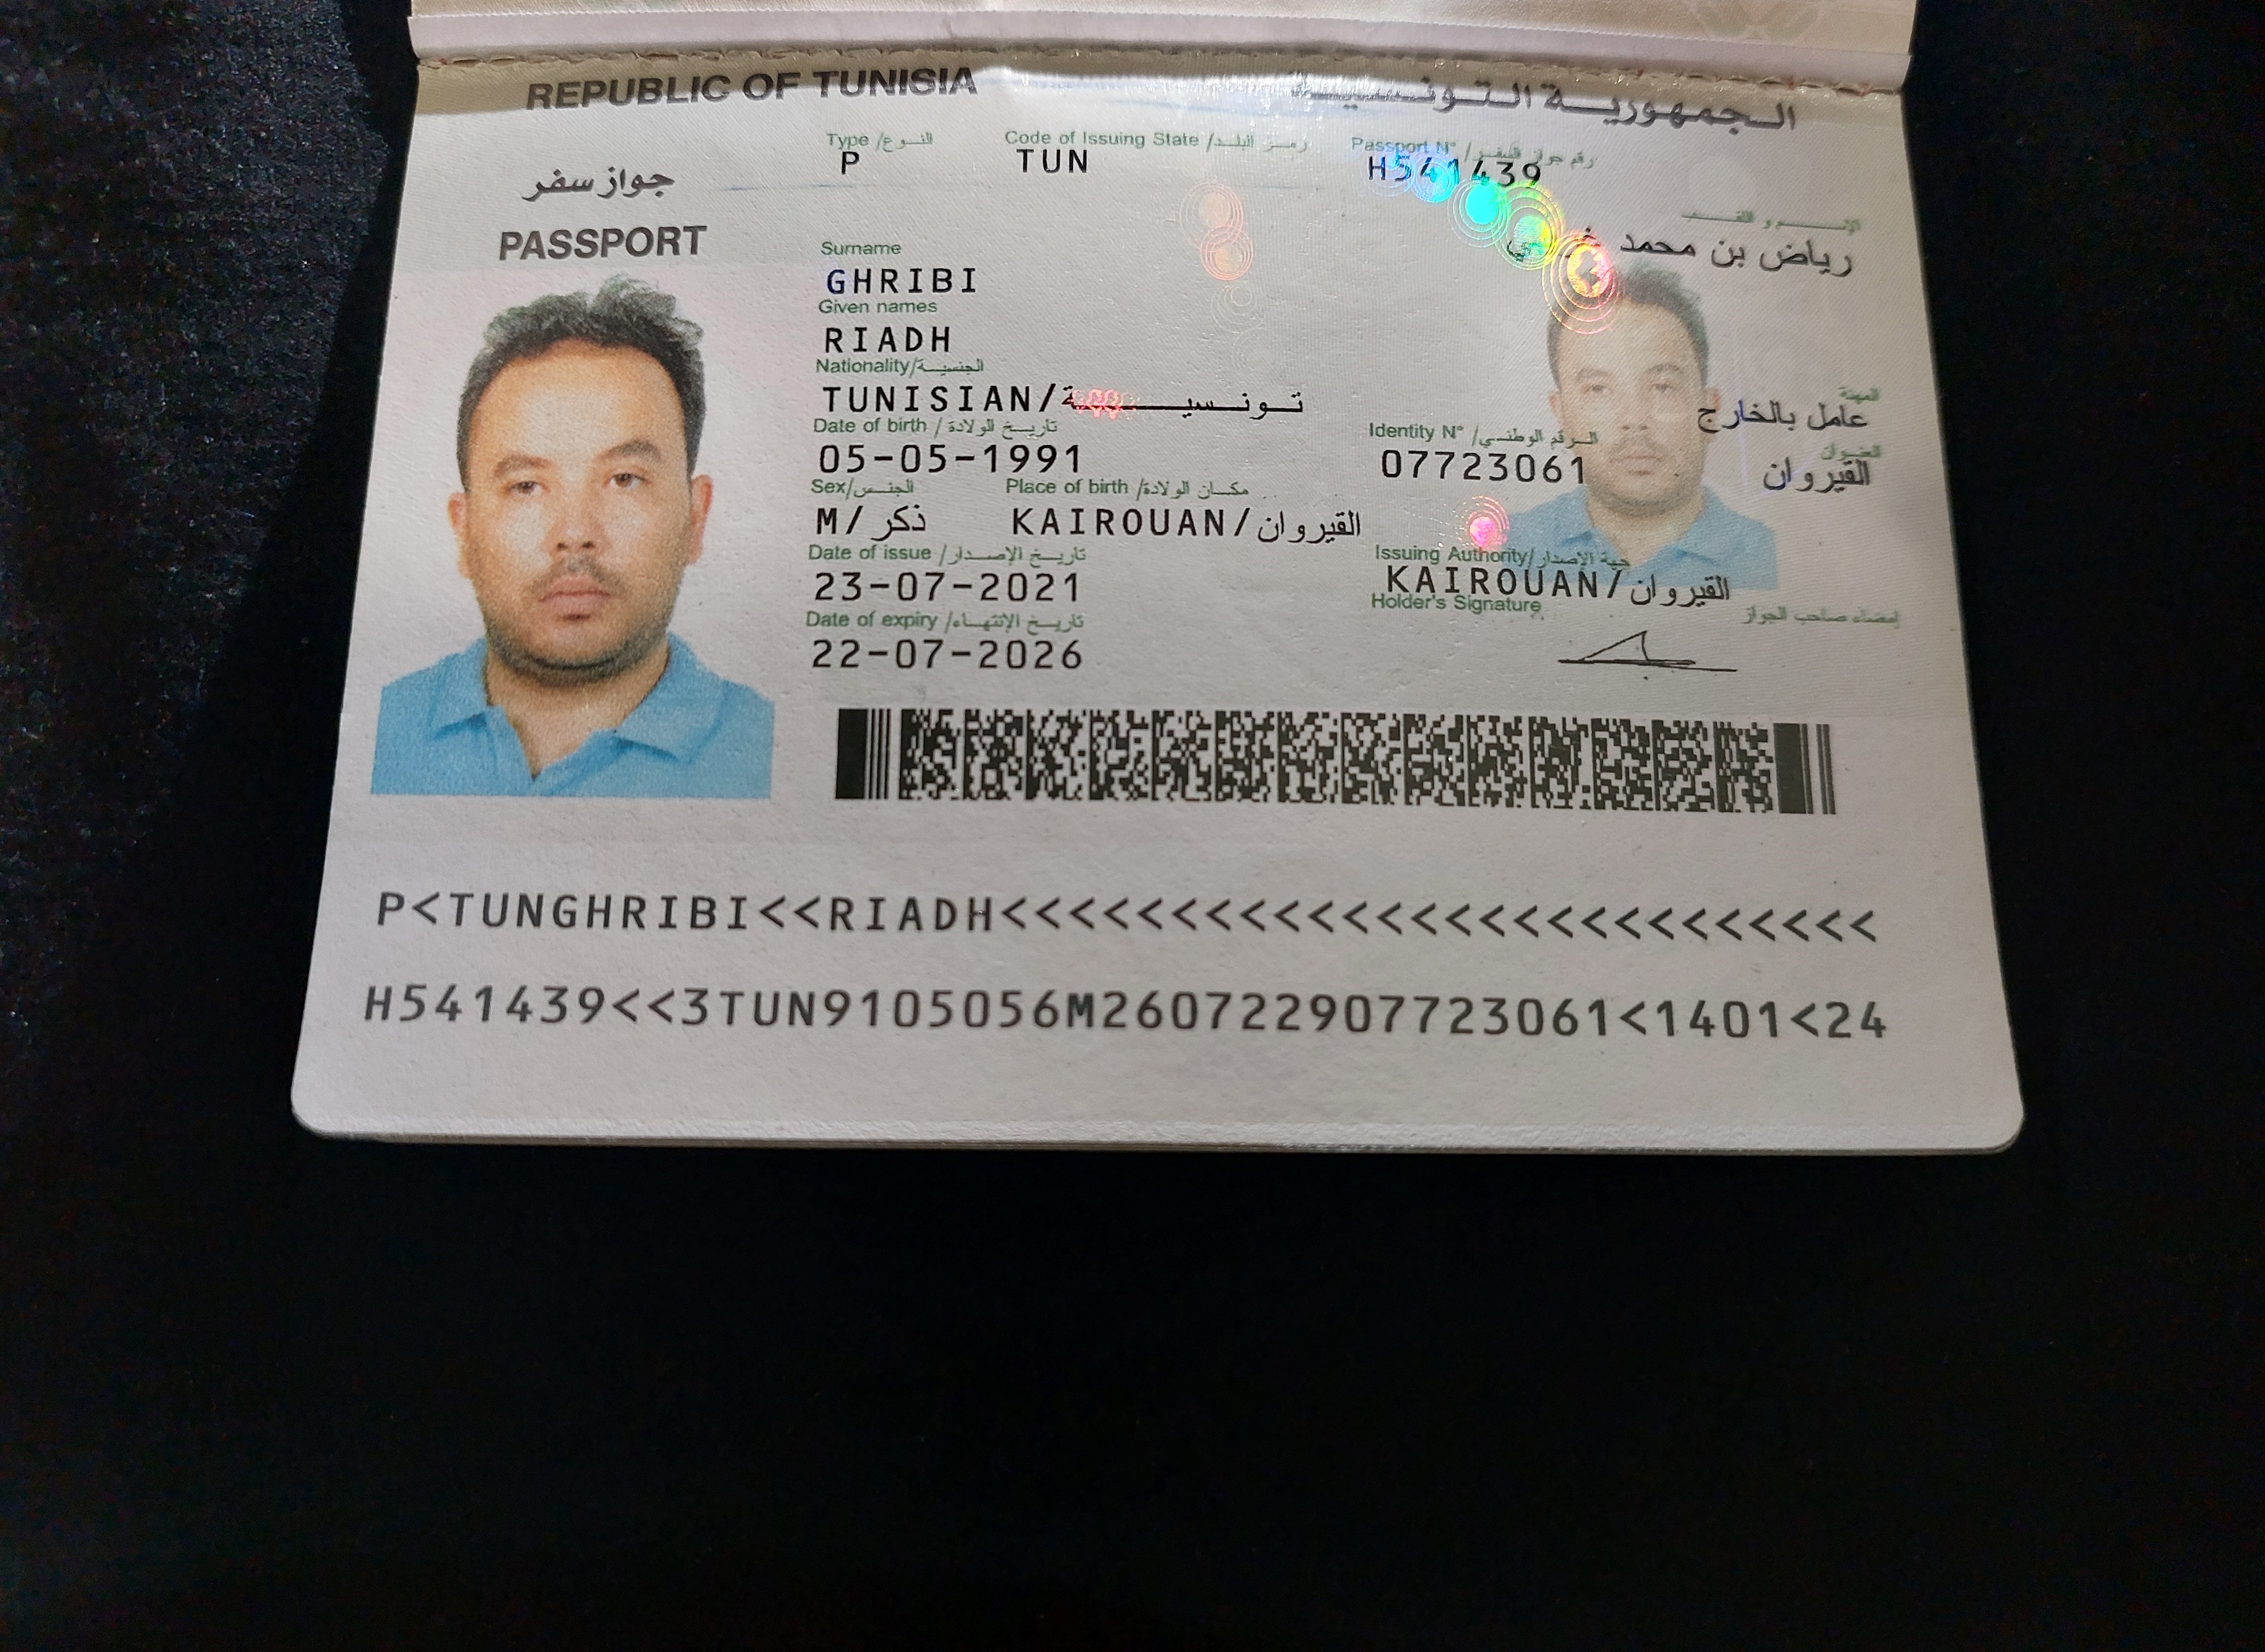 REPUBLIC OF TUNISIA الجمهورية التونسية
جواز سفر
PASSPORT
Type / النوع Code of Issuing State / رمز البلد Passport N° / رقم جواز السفر
P TUN H541439
الإسم و اللقب
رياض بن محمد
Surname
GHRIBI
Given names
RIADH
Nationality / الجنسية
TUNISIAN / تونسية
المهنة
عامل بالخارج
Date of birth / تاريخ الولادة Identity N° / الرقم الوطني
05-05-1991 07723061
العنوان
القيروان
Sex / الجنس Place of birth / مكان الولادة
M / ذكر KAIROUAN / القيروان
Date of issue / تاريخ الإصدار Issuing Authority / جهة الإصدار
23-07-2021 KAIROUAN / القيروان
Date of expiry / تاريخ الإنتهاء Holder's Signature إمضاء صاحب الجواز
22-07-2026
P<TUNGHRIBI<<RIADH<<<<<<<<<<<<<<<<<<<<<<<<<<
H541439<<3TUN9105056M260722907723061<1401<24